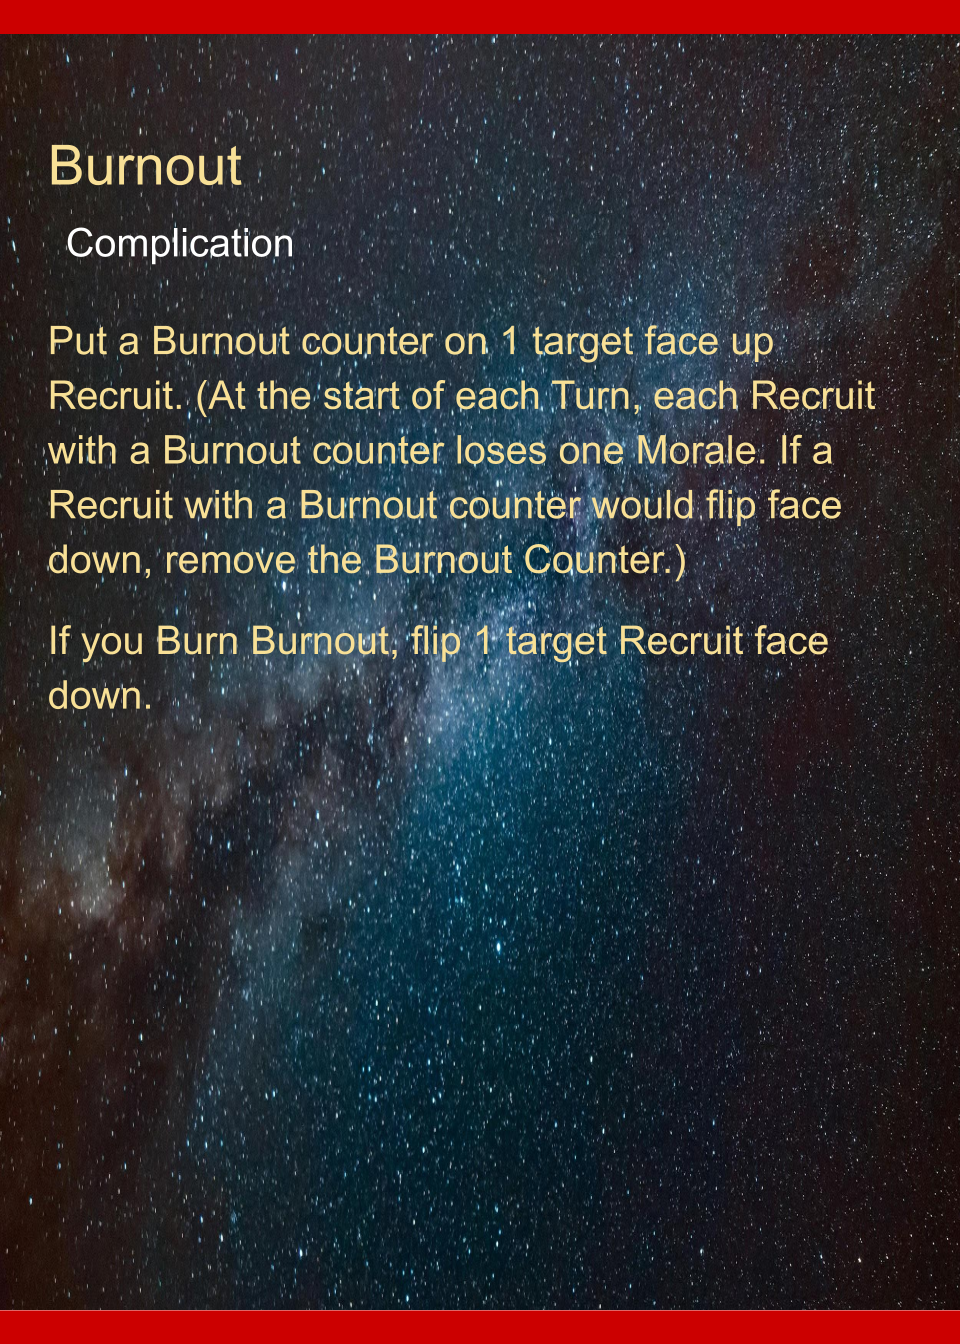 Burnout
Complication
Put a Burnout counter on 1 target face up
Recruit. (At the start of each Turn, each Recruit
with a Burnout counter loses one Morale. If a
Recruit with a Burnout counter would flip face
down, remove the Burnout Counter.)
If you Burn Burnout, flip 1 target Recruit face
down.